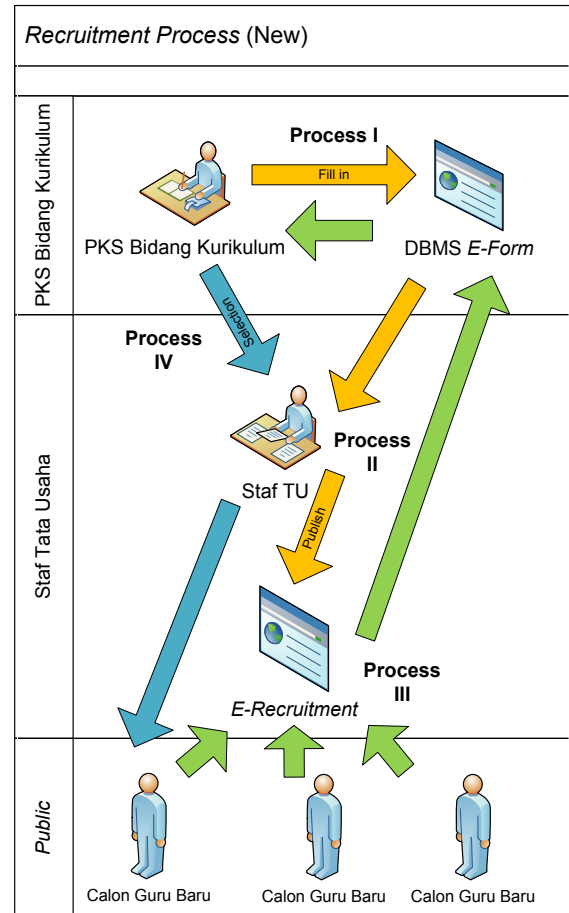 Recruitment Process (New)
PKS Bidang Kurikulum
Process I
Fill in
PKS Bidang Kurikulum
DBMS E-Form
Staf Tata Usaha
Selection
Process
IV
Process
II
Staf TU
Publish
Process
III
E-Recruitment
Public
Calon Guru Baru
Calon Guru Baru
Calon Guru Baru